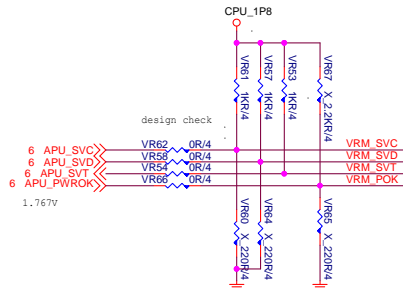 CPU_1P8
VR61 1KR/4
VR57 1KR/4
VR53 1KR/4
VR67 X_2.2KR/4
design check
6 APU_SVC VR62 0R/4 VRM_SVC
6 APU_SVD VR58 0R/4 VRM_SVD
6 APU_SVT VR54 0R/4 VRM_SVT
6 APU_PWROK VR66 0R/4 VRM_POK
1.767V
VR60 X_220R/4
VR64 X_220R/4
VR65 X_220R/4